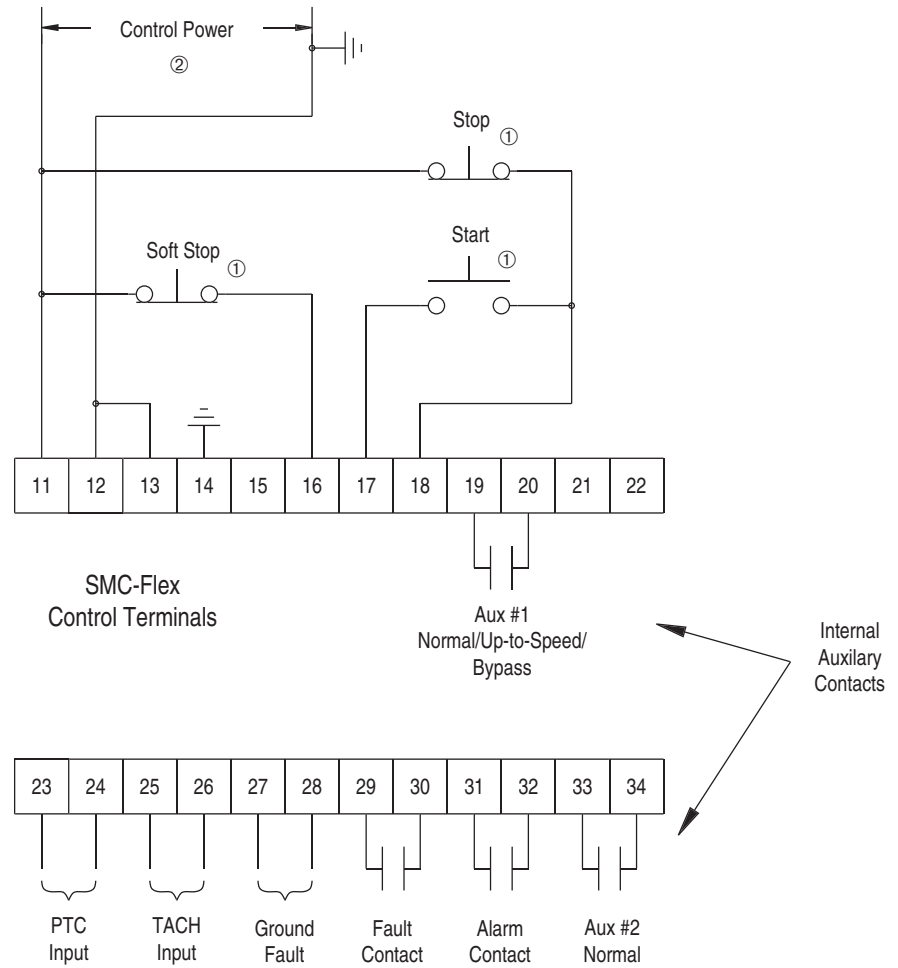 Control Power
②
Stop ①
Start ①
Soft Stop ①
11 12 13 14 15 16 17 18 19 20 21 22
SMC-Flex
Control Terminals
Aux #1
Normal/Up-to-Speed/
Bypass
Internal
Auxilary
Contacts
23 24 25 26 27 28 29 30 31 32 33 34
PTC
Input
TACH
Input
Ground
Fault
Fault
Contact
Alarm
Contact
Aux #2
Normal